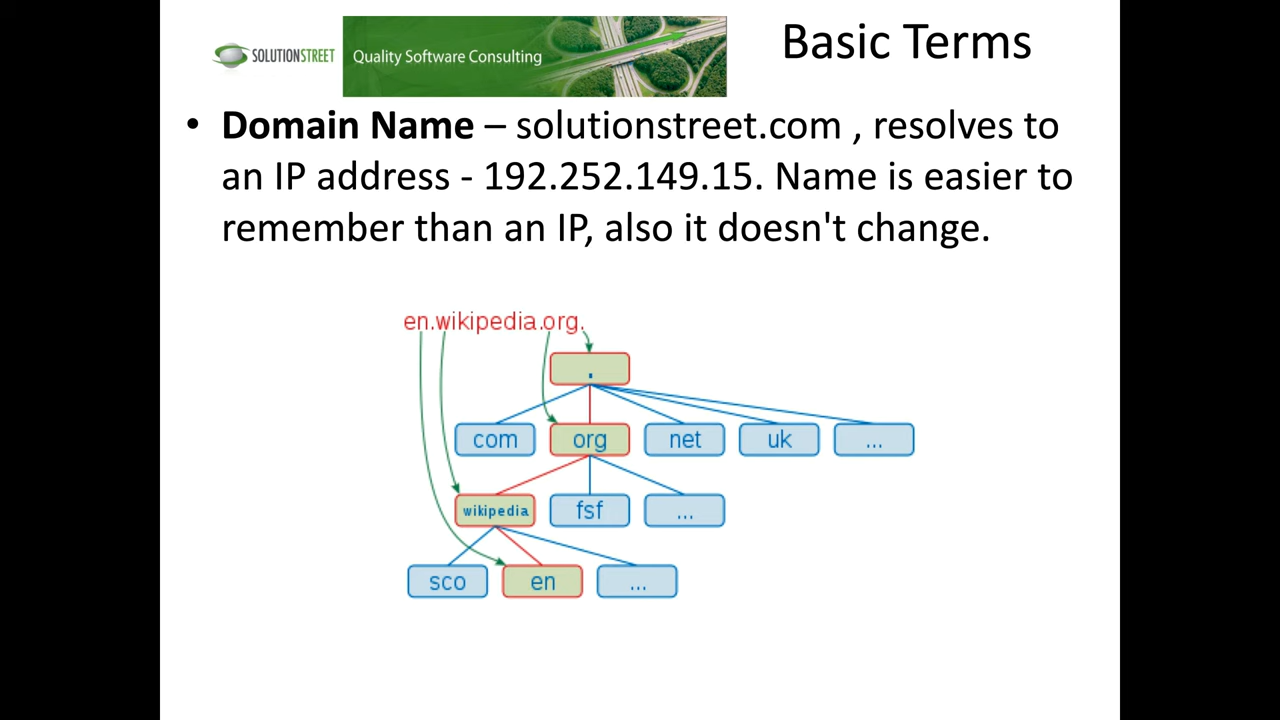 SOLUTIONSTREET
Quality Software Consulting
Basic Terms
• Domain Name – solutionstreet.com , resolves to
an IP address - 192.252.149.15. Name is easier to
remember than an IP, also it doesn't change.
en.wikipedia.org.
.
com org net uk ...
wikipedia fsf ...
sco en ...